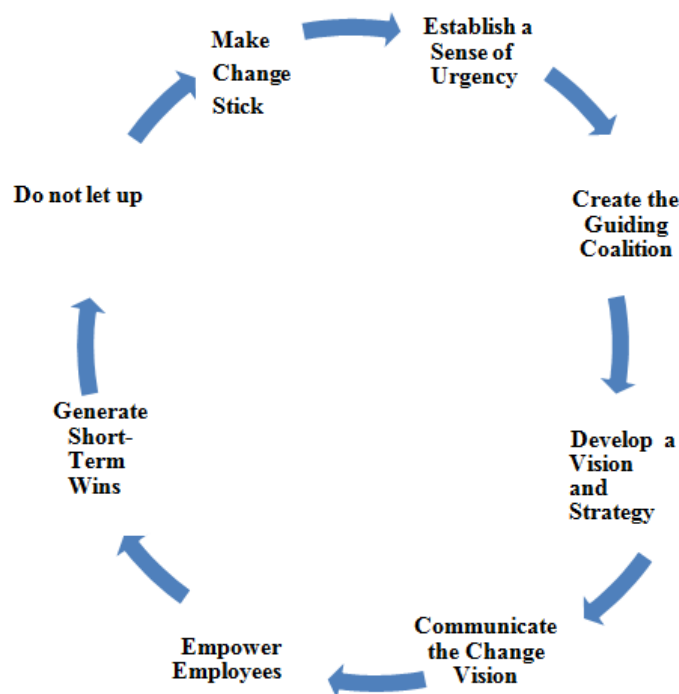 Establish a
Sense of
Urgency
Create the
Guiding
Coalition
Develop a
Vision
and
Strategy
Communicate
the Change
Vision
Empower
Employees
Generate
Short-
Term
Wins
Do not let up
Make
Change
Stick